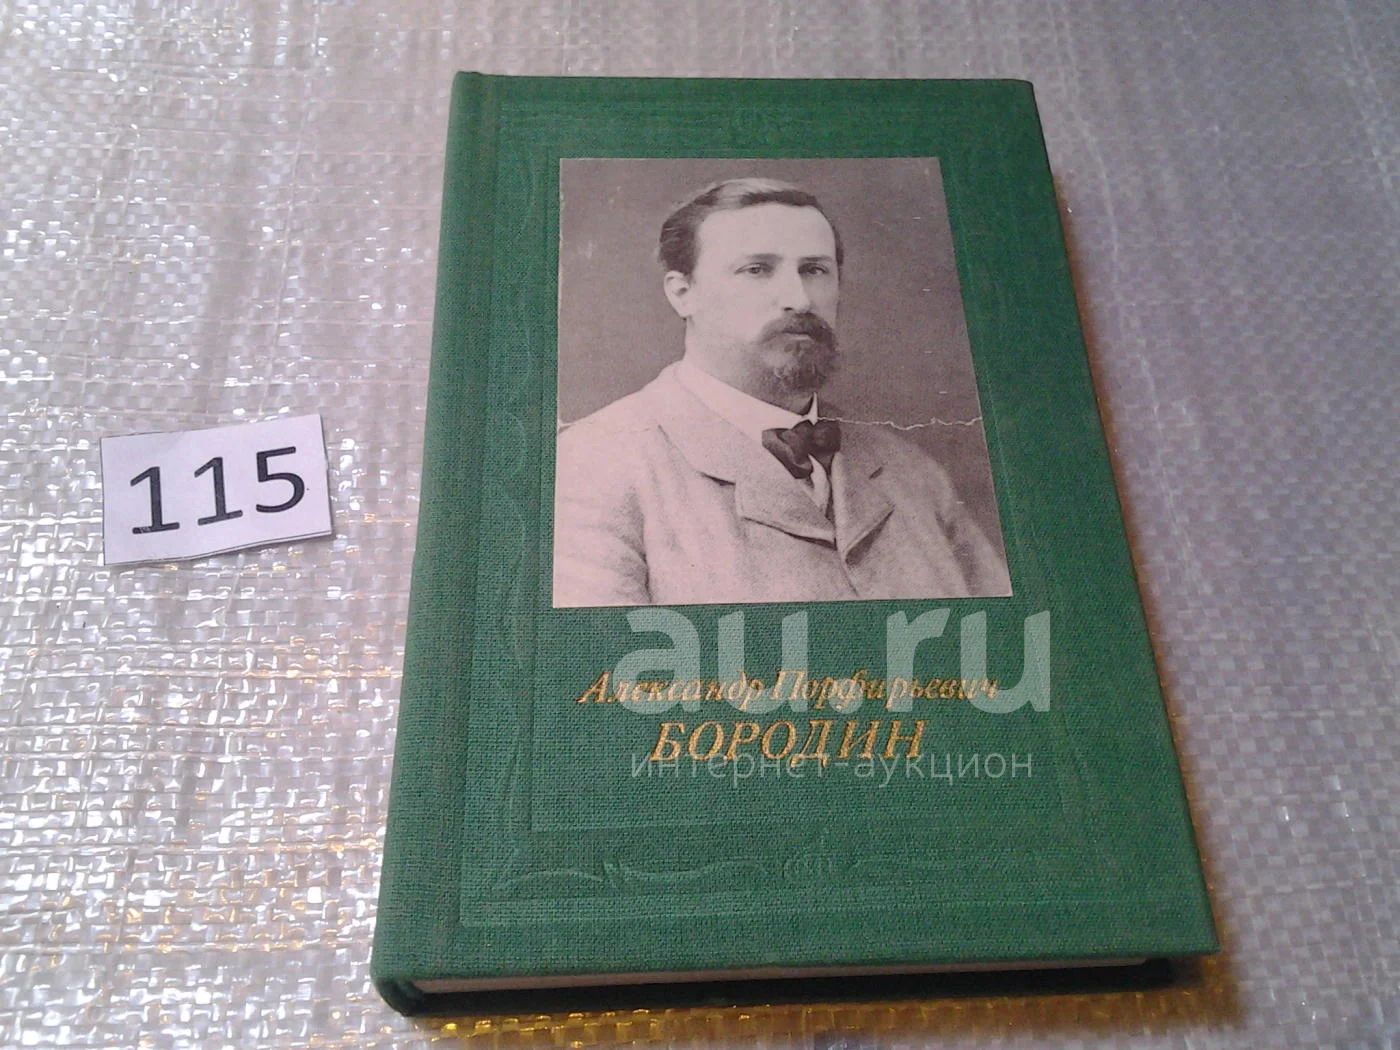 115
au.ru
Александр Порфирьевич
БОРОДИН
интернет-аукцион